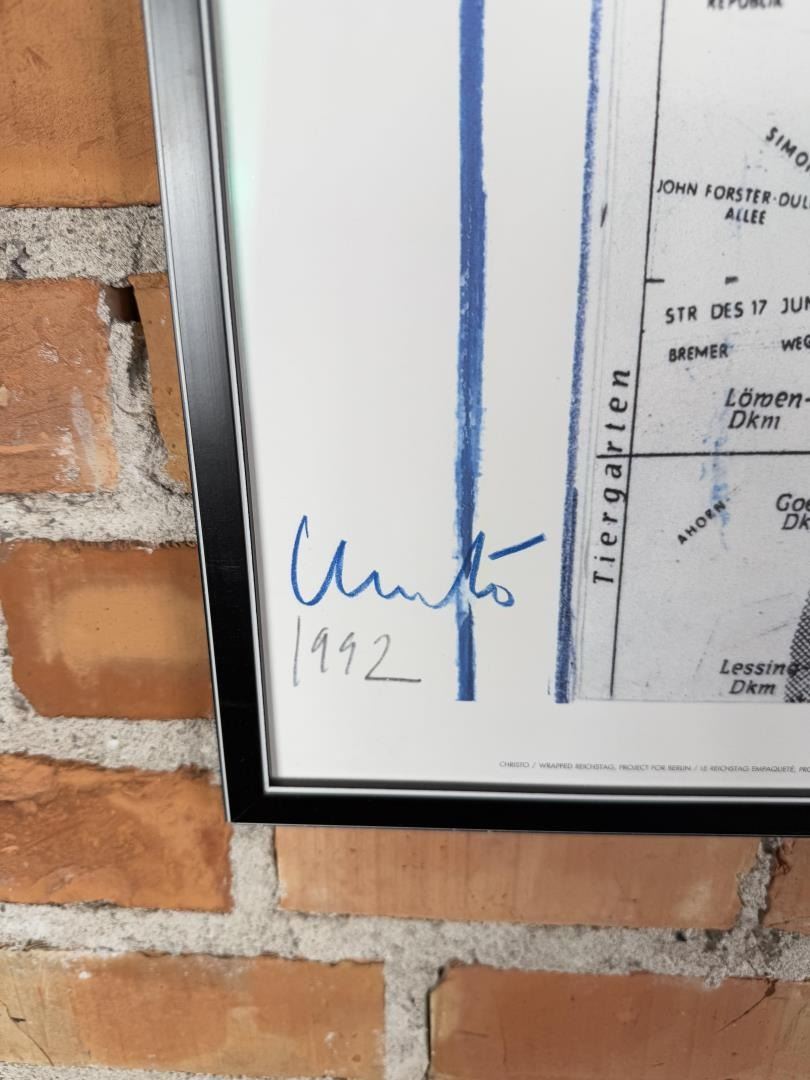 REPUBLIK
JOHN FORSTER-DUL
ALLEE
STR DES 17 JUN
BREMER WEG
Tiergarten
Löwen-
Dkm
AHORN
Goe
Dk
Christo
1992
Lessing
Dkm
CHRISTO / WRAPPED REICHSTAG, PROJECT FOR BERLIN / LE REICHSTAG EMPAQUETÉ, PRO